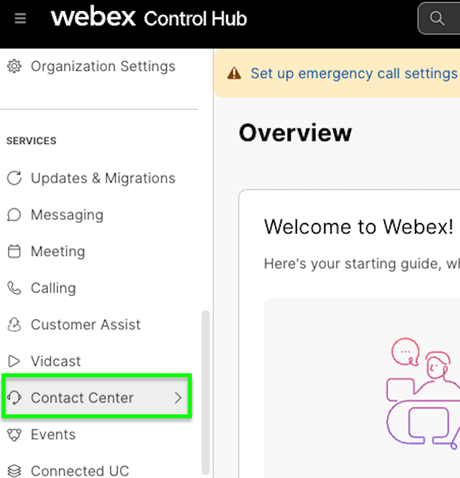 webex Control Hub
Organization Settings
Set up emergency call settings
SERVICES
Updates & Migrations
Messaging
Meeting
Calling
Customer Assist
Vidcast
Contact Center
Events
Connected UC
Overview
Welcome to Webex!
Here's your starting guide, wh